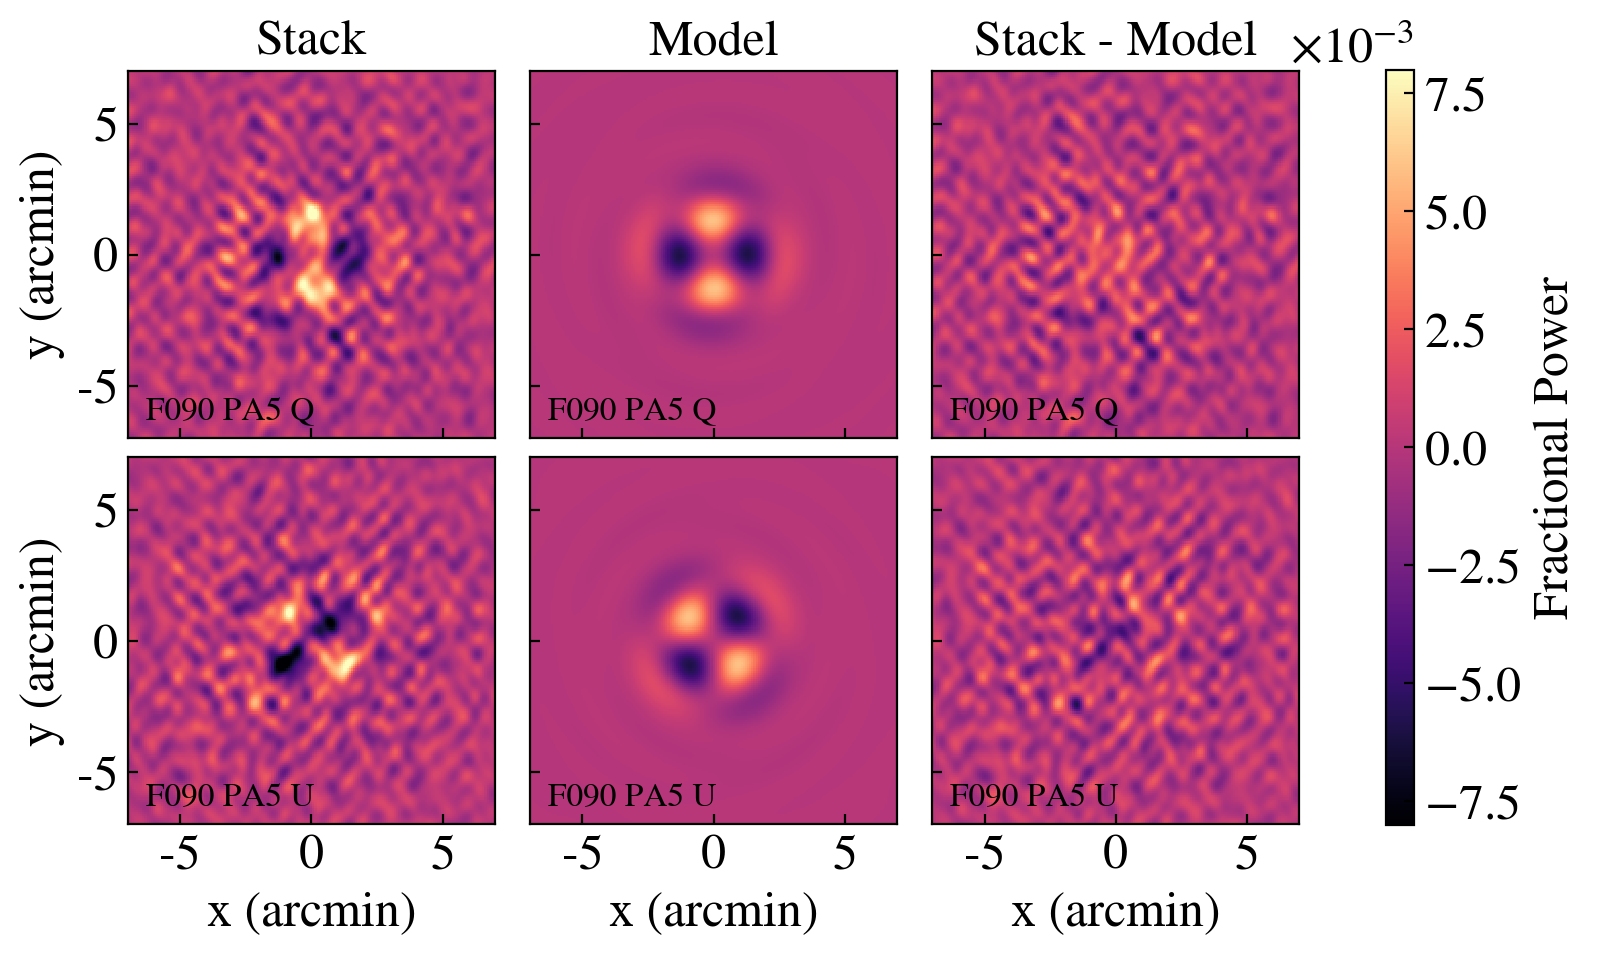 Stack
Model
Stack - Model
×10⁻³
y (arcmin)
5
0
-5
F090 PA5 Q
F090 PA5 Q
F090 PA5 Q
y (arcmin)
5
0
-5
F090 PA5 U
F090 PA5 U
F090 PA5 U
-5 0 5
-5 0 5
-5 0 5
x (arcmin)
x (arcmin)
x (arcmin)
7.5
5.0
2.5
0.0
−2.5
−5.0
−7.5
Fractional Power